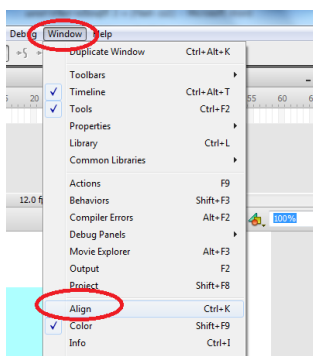 Debug Window Help
Duplicate Window Ctrl+Alt+K
Toolbars
20 Timeline Ctrl+Alt+T 55 60
Tools Ctrl+F2
Properties
Library Ctrl+L
Common Libraries
Actions F9
12.0 Behaviors Shift+F3
Compiler Errors Alt+F2 100%
Debug Panels
Movie Explorer Alt+F3
Output F2
Project Shift+F8
Align Ctrl+K
Color Shift+F9
Info Ctrl+I